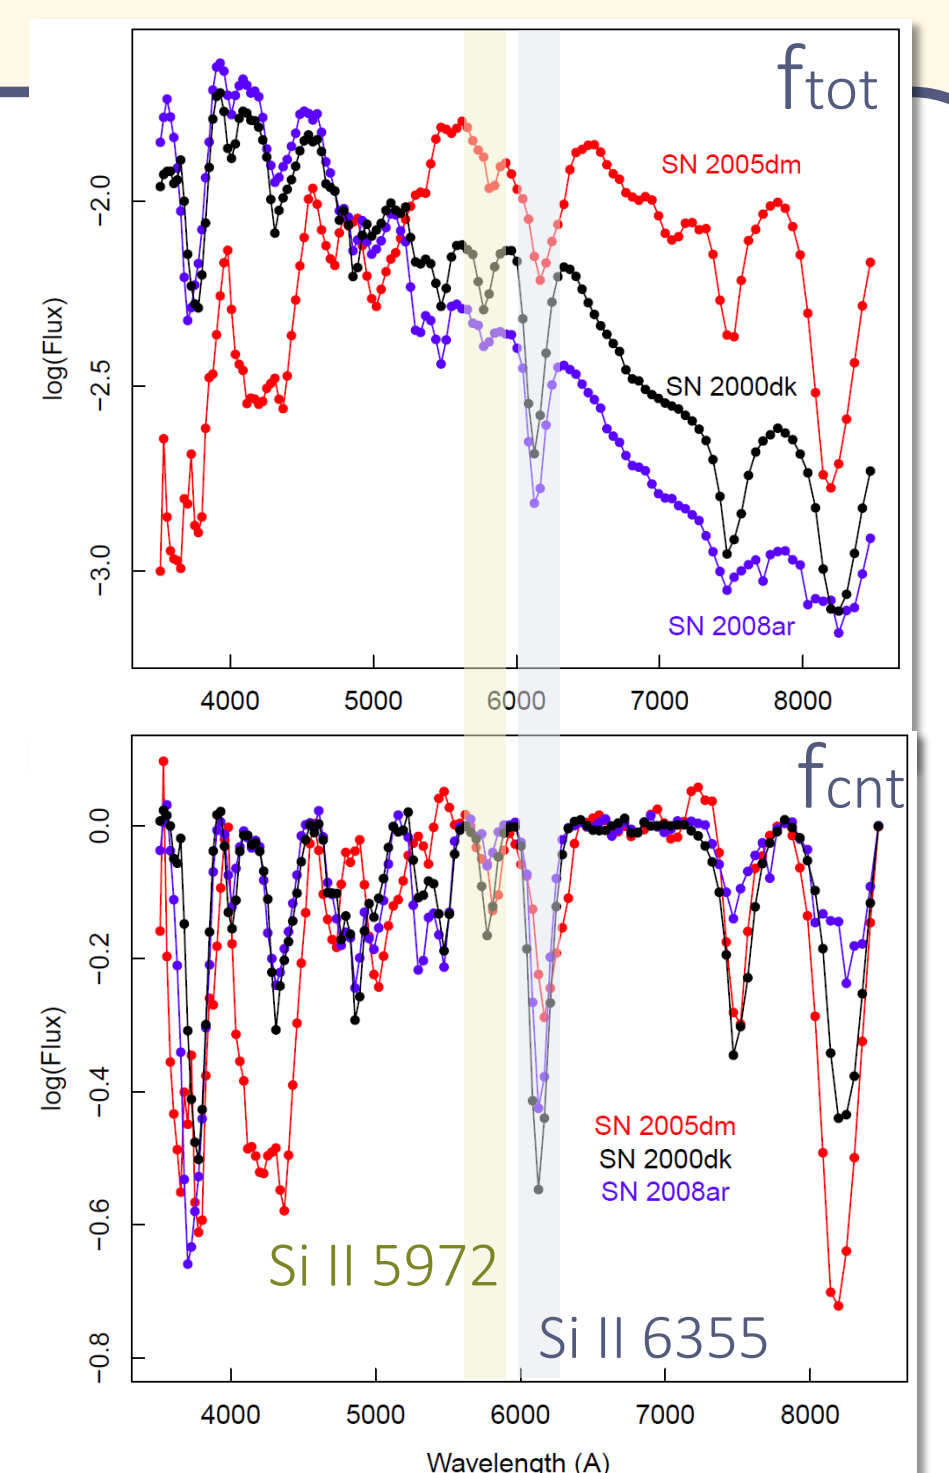 f_tot
SN 2005dm
SN 2000dk
SN 2008ar
log(Flux)
−2.0
−2.5
−3.0
4000 5000 6000 7000 8000
f_cnt
log(Flux)
0.0
−0.2
−0.4
−0.6
−0.8
SN 2005dm
SN 2000dk
SN 2008ar
Si II 5972
Si II 6355
4000 5000 6000 7000 8000
Wavelength (A)